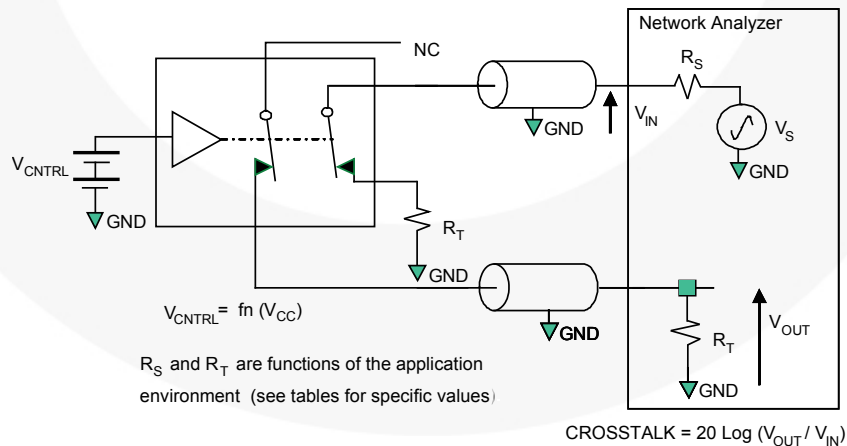 Network Analyzer
NC
R_S
V_IN
V_S
GND
GND
V_CNTRL
GND
R_T
GND
V_CNTRL = fn (V_CC)
GND
R_T
V_OUT
GND
R_S and R_T are functions of the application
environment (see tables for specific values)
CROSSTALK = 20 Log (V_OUT / V_IN)